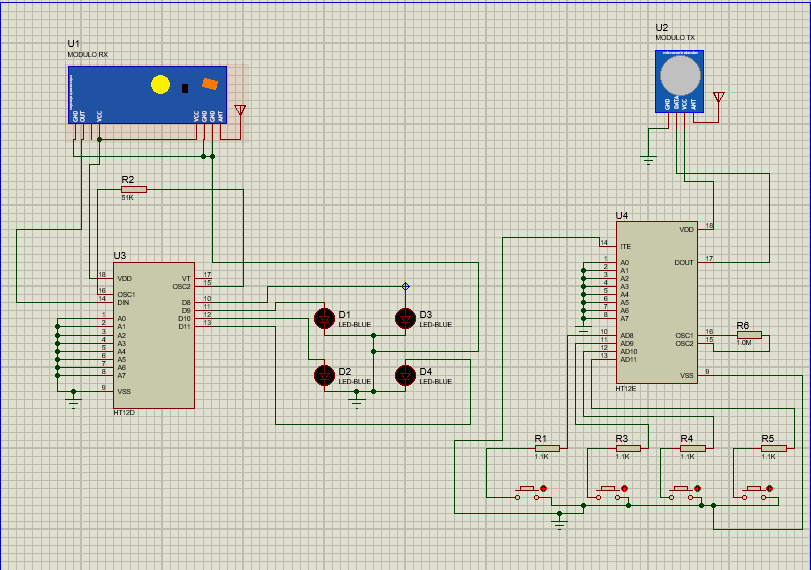 U1
MODULO RX
GND
OUT
VCC
VCC
GND
GND
ANT
R2
51K
U3
18
VDD
VT
17
OSC2
15
16
OSC1
14
DIN
D8
10
D9
11
D10
12
D11
13
1
A0
2
A1
3
A2
4
A3
5
A4
6
A5
7
A6
8
A7
9
VSS
HT12D
D1
LED-BLUE
D3
LED-BLUE
D2
LED-BLUE
D4
LED-BLUE
U2
MODULO TX
GND
DATA
VCC
ANT
U4
VDD
18
14
TE
DOUT
17
1
A0
2
A1
3
A2
4
A3
5
A4
6
A5
7
A6
8
A7
10
AD8
11
AD9
12
AD10
13
AD11
OSC1
16
OSC2
15
VSS
9
HT12E
R6
1.0M
R1
1.1K
R3
1.1K
R4
1.1K
R5
1.1K